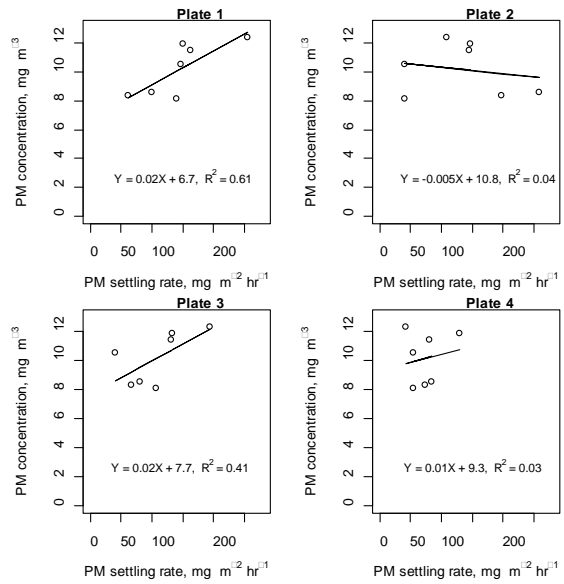 Plate 1
PM concentration, mg m□3
12
10
8
6
4
2
0
Y = 0.02X + 6.7, R2 = 0.61
0 50 100 200
PM settling rate, mg m□2 hr□1
Plate 2
PM concentration, mg m□3
12
10
8
6
4
2
0
Y = -0.005X + 10.8, R2 = 0.04
0 50 100 200
PM settling rate, mg m□2 hr□1
Plate 3
PM concentration, mg m□3
12
10
8
6
4
2
0
Y = 0.02X + 7.7, R2 = 0.41
0 50 100 200
PM settling rate, mg m□2 hr□1
Plate 4
PM concentration, mg m□3
12
10
8
6
4
2
0
Y = 0.01X + 9.3, R2 = 0.03
0 50 100 200
PM settling rate, mg m□2 hr□1